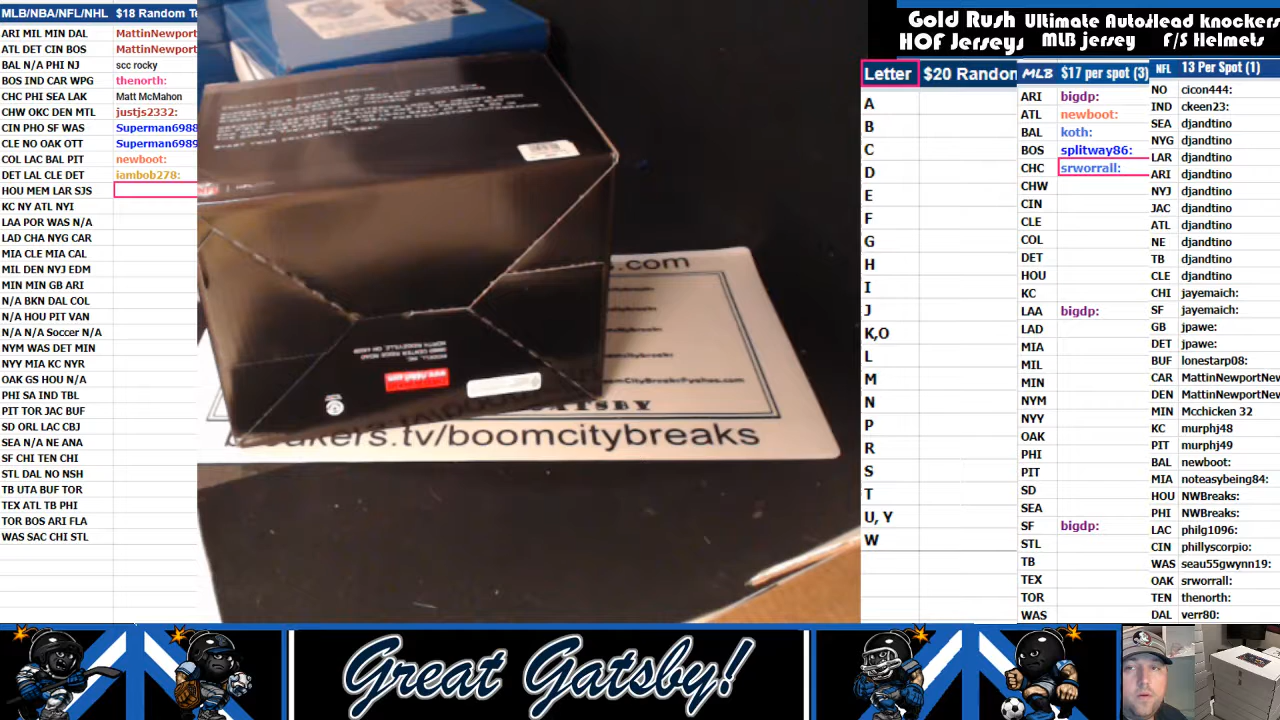 MLB/NBA/NFL/NHL $18 Random Te
ARI MIL MIN DAL MattinNewport
ATL DET CIN BOS MattinNewport
BAL N/A PHI NJ scc rocky
BOS IND CAR WPG thenorth:
CHC PHI SEA LAK Matt McMahon
CHW OKC DEN MTL justjs2332:
CIN PHO SF WAS Superman6988
CLE NO OAK OTT Superman6989
COL LAC BAL PIT newboot:
DET LAL CLE DET iambob278:
HOU MEM LAR SJS
KC NY ATL NYI
LAA POR WAS N/A
LAD CHA NYG CAR
MIA CLE MIA CAL
MIL DEN NYJ EDM
MIN MIN GB ARI
N/A BKN DAL COL
N/A HOU PIT VAN
N/A N/A Soccer N/A
NYM WAS DET MIN
NYY MIA KC NYR
OAK GS HOU N/A
PHI SA IND TBL
PIT TOR JAC BUF
SD ORL LAC CBJ
SEA N/A NE ANA
SF CHI TEN CHI
STL DAL NO NSH
TB UTA BUF TOR
TEX ATL TB PHI
TOR BOS ARI FLA
WAS SAC CHI STL
s.com
GATSBY
breakers.tv/boomcitybreaks
Great Gatsby!
Gold Rush
HOF Jerseys
Ultimate Autos
MLB jersey
Head knockers
F/S Helmets
Letter $20 Random
A
B
C
D
E
F
G
H
I
J
K,O
L
M
N
P
R
S
T
U, Y
W
MLB $17 per spot (3)
ARI bigdp:
ATL newboot:
BAL koth:
BOS splitway86:
CHC srworrall:
CHW
CIN
CLE
COL
DET
HOU
KC
LAA bigdp:
LAD
MIA
MIL
MIN
NYM
NYY
OAK
PHI
PIT
SD
SEA
SF bigdp:
STL
TB
TEX
TOR
WAS
NFL 13 Per Spot (1)
NO cicon444:
IND ckeen23:
SEA djandtino
NYG djandtino
LAR djandtino
ARI djandtino
NYJ djandtino
JAC djandtino
ATL djandtino
NE djandtino
TB djandtino
CLE djandtino
CHI jayemaich:
SF jayemaich:
GB jpawe:
DET jpawe:
BUF lonestarp08:
CAR MattinNewportNew
DEN MattinNewportNew
MIN Mcchicken 32
KC murphj48
PIT murphj49
BAL newboot:
MIA noteasybeing84:
HOU NWBreaks:
PHI NWBreaks:
LAC philg1096:
CIN phillyscorpio:
WAS seau55gwynn19:
OAK srworrall:
TEN thenorth:
DAL verr80: